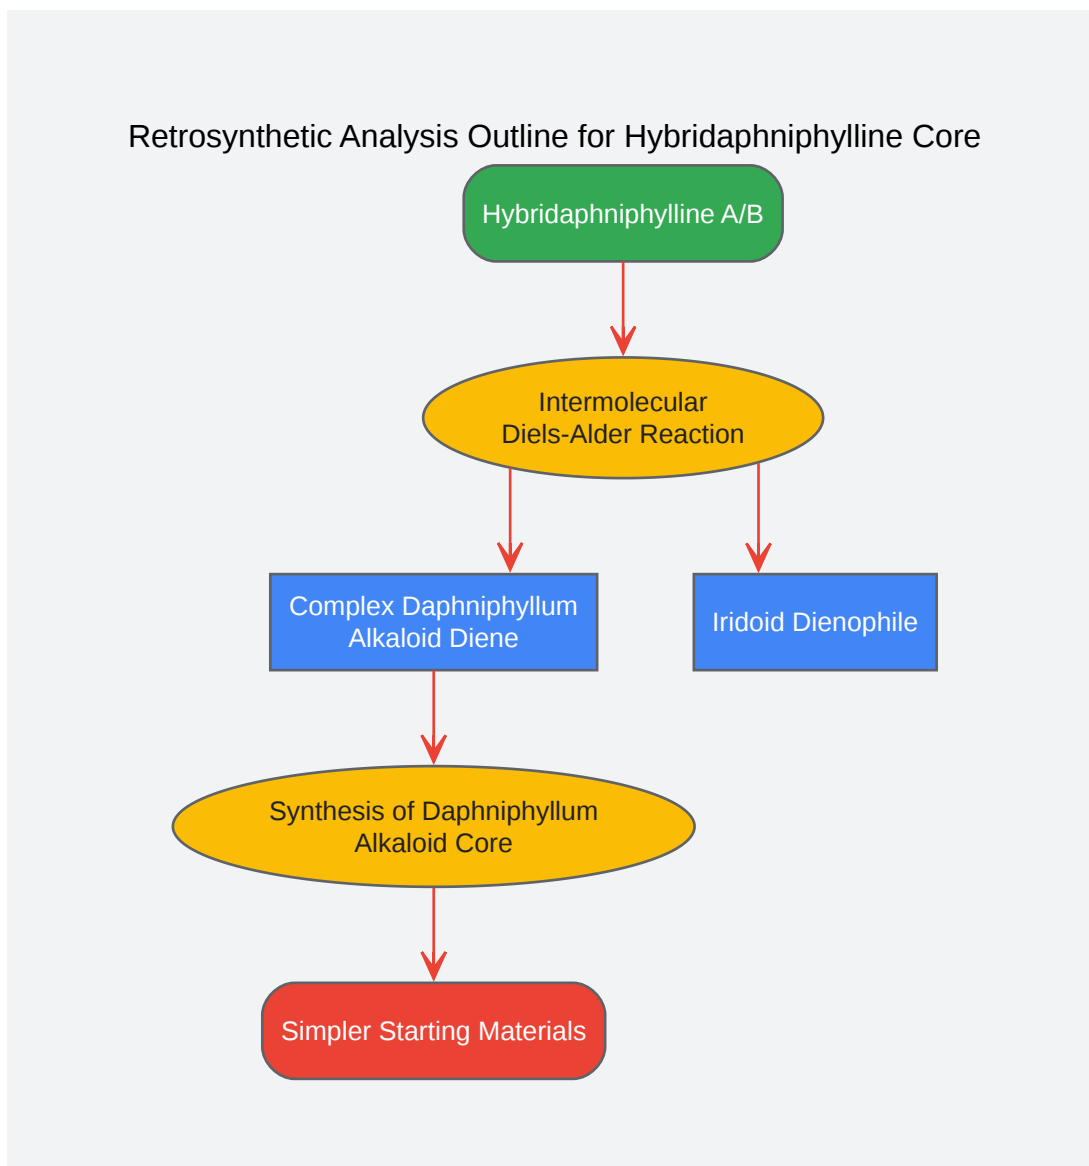 Retrosynthetic Analysis Outline for Hybridaphniphylline Core
Hybridaphniphylline A/B
Intermolecular
Diels-Alder Reaction
Complex Daphniphyllum
Alkaloid Diene
Iridoid Dienophile
Synthesis of Daphniphyllum
Alkaloid Core
Simpler Starting Materials